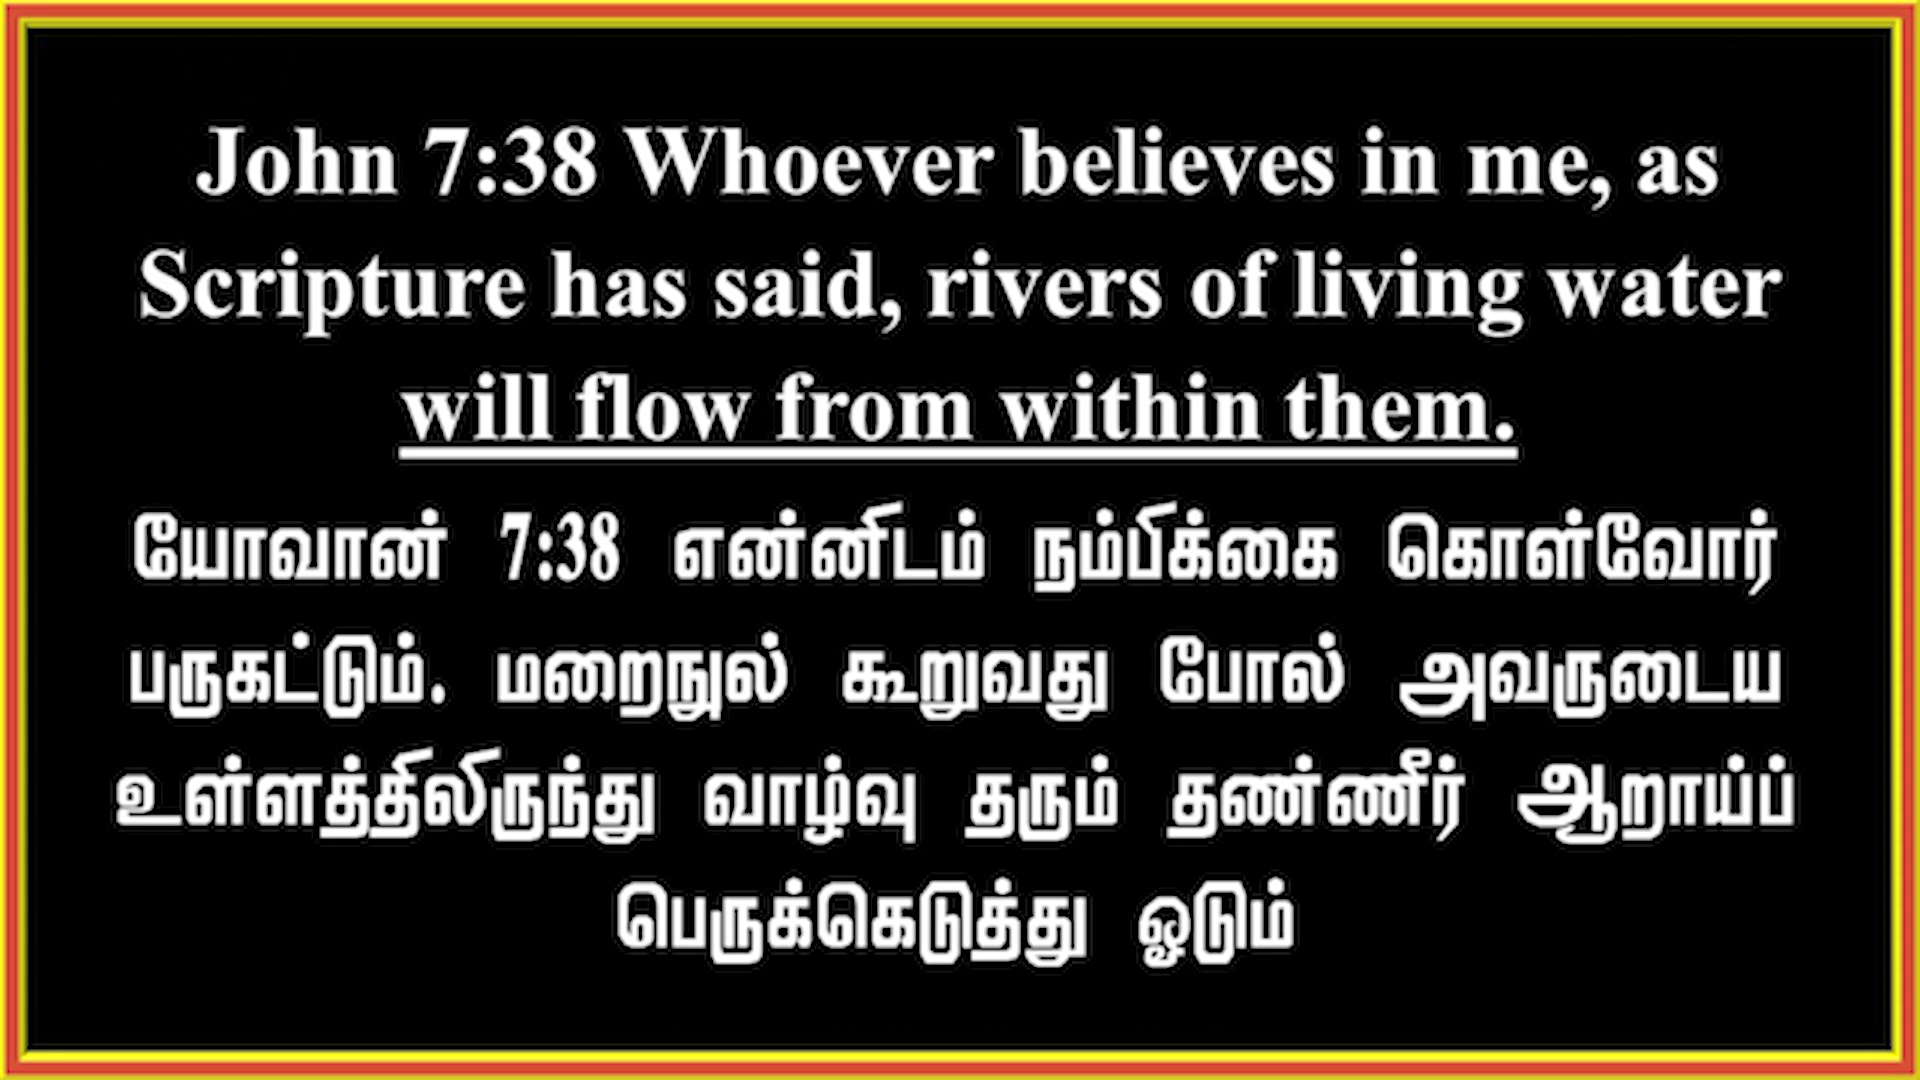 John 7:38 Whoever believes in me, as
Scripture has said, rivers of living water
will flow from within them.
யோவான் 7:38 என்னிடம் நம்பிக்கை கொள்வோர்
பருகட்டும். மறைநுல் கூறுவது போல் அவருடைய
உள்ளத்திலிருந்து வாழ்வு தரும் தண்ணீர் ஆறாய்ப்
பெருக்கெடுத்து ஓடும்